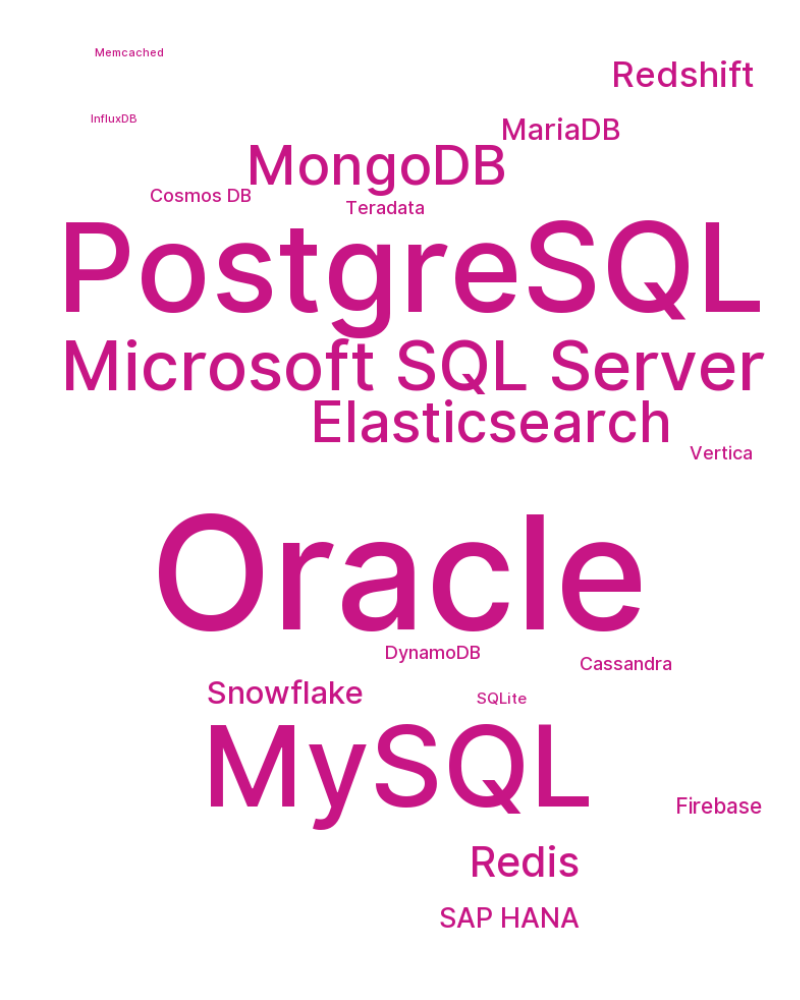 Memcached
Redshift
InfluxDB
MariaDB
MongoDB
Cosmos DB
Teradata
PostgreSQL
Microsoft SQL Server
Elasticsearch
Vertica
Oracle
DynamoDB
Cassandra
Snowflake
SQLite
MySQL
Firebase
Redis
SAP HANA